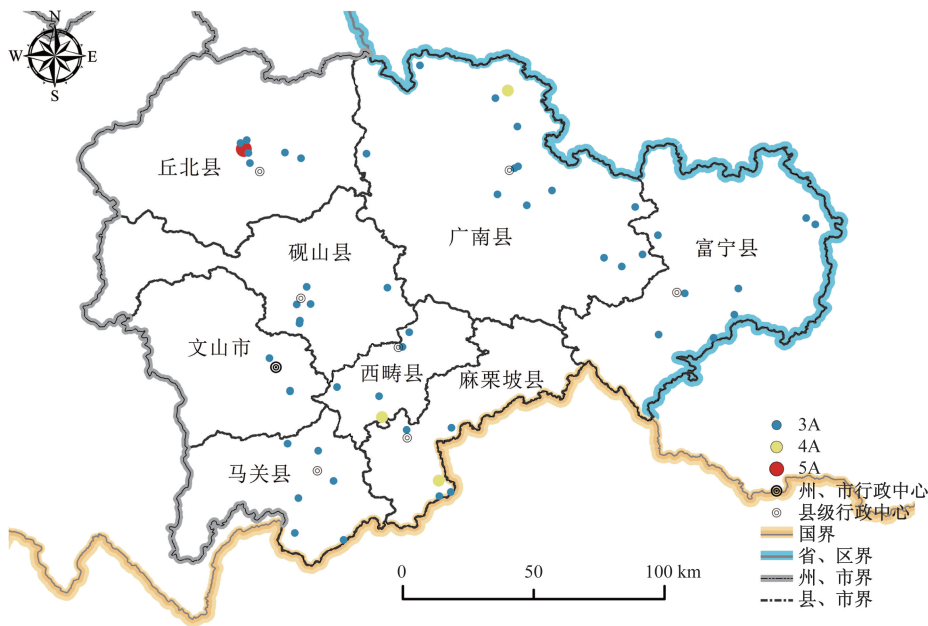 N
W E
S
丘北县
砚山县
广南县
富宁县
文山市
西畴县
麻栗坡县
马关县
3A
4A
5A
州、市行政中心
县级行政中心
国界
省、区界
州、市界
县、市界
0 50 100 km